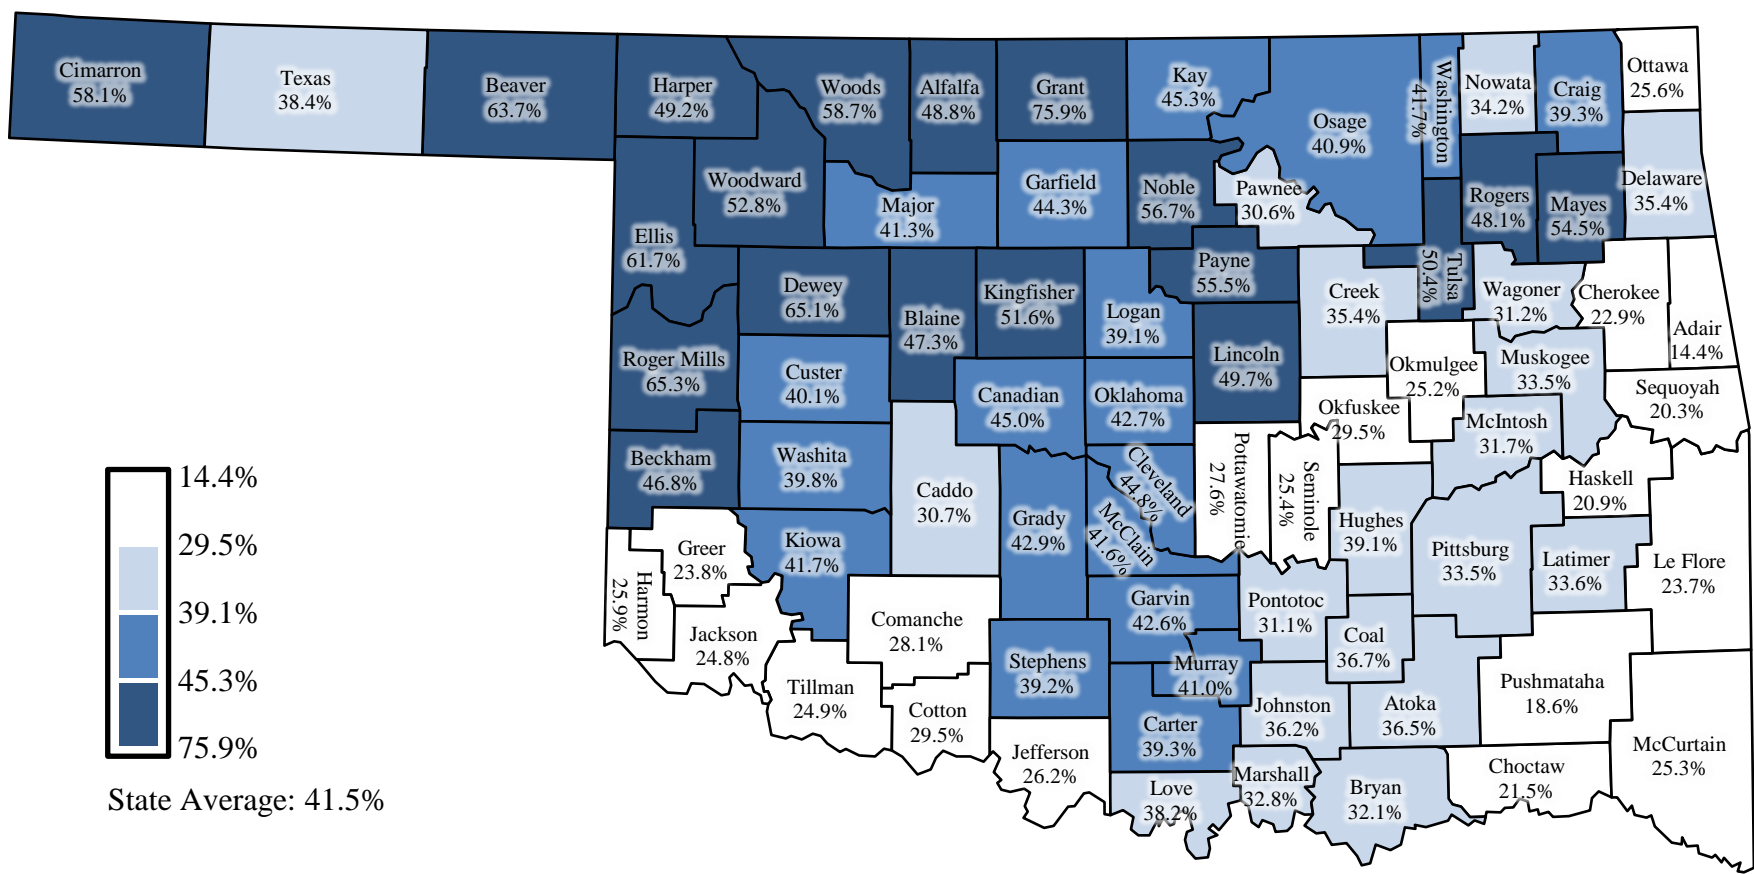 Cimarron
58.1%
Texas
38.4%
Beaver
63.7%
Harper
49.2%
Woods
58.7%
Alfalfa
48.8%
Grant
75.9%
Kay
45.3%
Osage
40.9%
Washington
41.7%
Nowata
34.2%
Craig
39.3%
Ottawa
25.6%
Woodward
52.8%
Major
41.3%
Garfield
44.3%
Noble
56.7%
Pawnee
30.6%
Rogers
48.1%
Mayes
54.5%
Delaware
35.4%
Ellis
61.7%
Dewey
65.1%
Blaine
47.3%
Kingfisher
51.6%
Logan
39.1%
Payne
55.5%
Creek
35.4%
Tulsa
50.4%
Wagoner
31.2%
Cherokee
22.9%
Adair
14.4%
Roger Mills
65.3%
Custer
40.1%
Canadian
45.0%
Oklahoma
42.7%
Lincoln
49.7%
Okmulgee
25.2%
Muskogee
33.5%
Sequoyah
20.3%
Okfuskee
29.5%
McIntosh
31.7%
Beckham
46.8%
Washita
39.8%
Caddo
30.7%
Grady
42.9%
Cleveland
44.8%
McClain
41.6%
Pottawatomie
27.6%
Seminole
25.4%
Hughes
39.1%
Pittsburg
33.5%
Haskell
20.9%
Latimer
33.6%
Le Flore
23.7%
Greer
23.8%
Kiowa
41.7%
Harmon
25.9%
Jackson
24.8%
Comanche
28.1%
Tillman
24.9%
Cotton
29.5%
Stephens
39.2%
Garvin
42.6%
Murray
41.0%
Pontotoc
31.1%
Coal
36.7%
Carter
39.3%
Johnston
36.2%
Atoka
36.5%
Pushmataha
18.6%
McCurtain
25.3%
Jefferson
26.2%
Love
38.2%
Marshall
32.8%
Bryan
32.1%
Choctaw
21.5%
14.4%
29.5%
39.1%
45.3%
75.9%
State Average: 41.5%